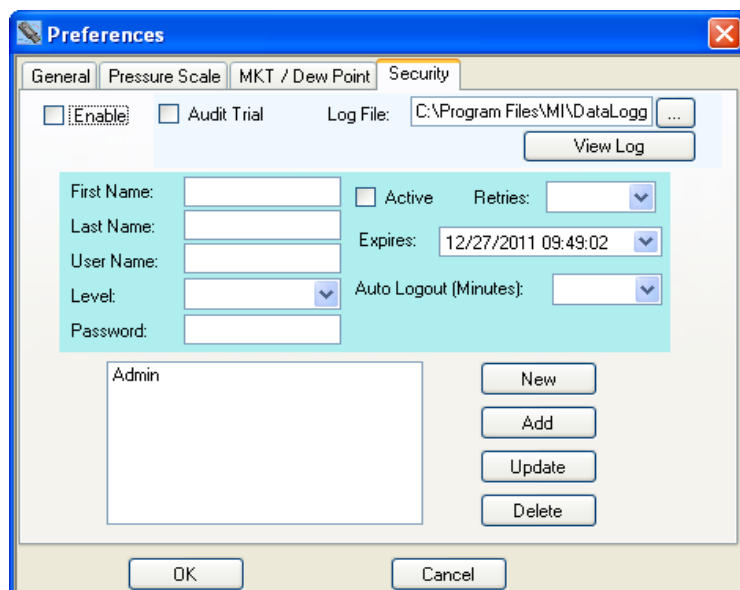 Preferences
General Pressure Scale MKT / Dew Point Security
Enable Audit Trial Log File: C:\Program Files\MI\DataLogg ...
View Log
First Name: Active Retries:
Last Name:
Expires: 12/27/2011 09:49:02
User Name:
Level: Auto Logout (Minutes):
Password:
Admin
New
Add
Update
Delete
OK Cancel